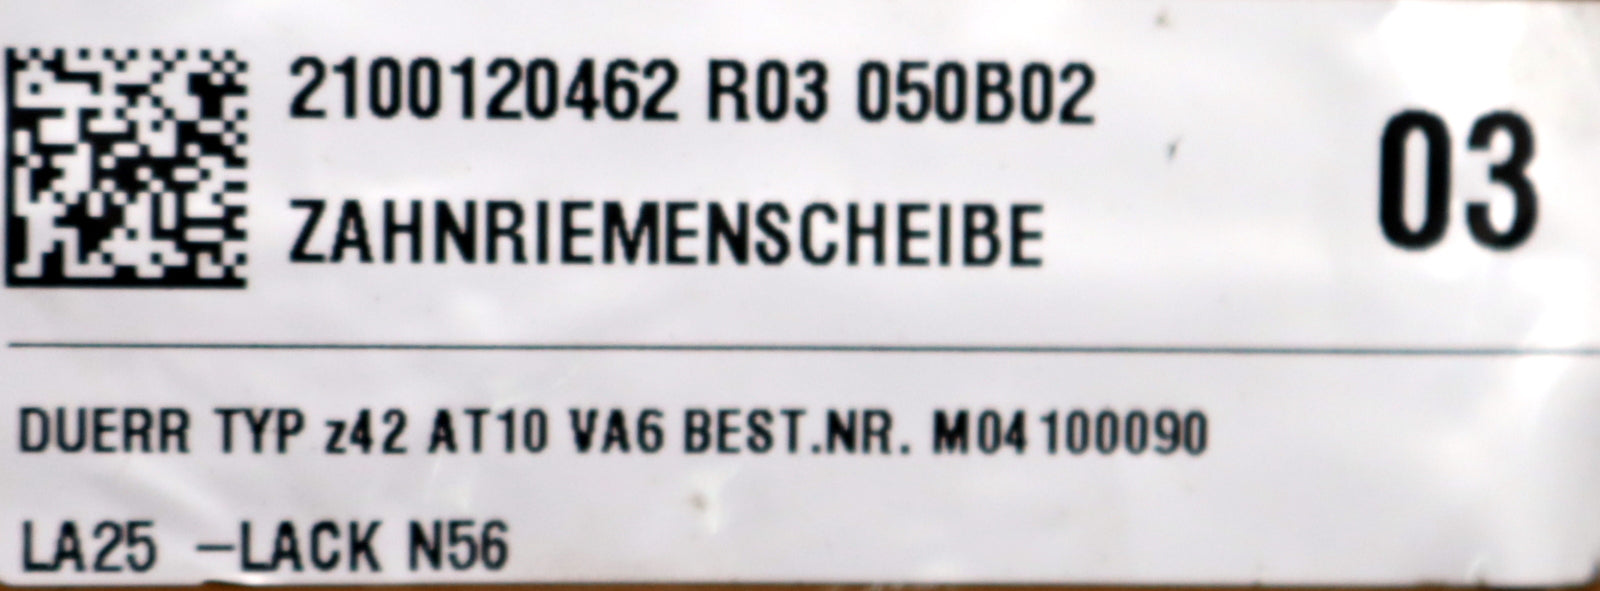 2100120462 R03 050B02
03
ZAHNRIEMENSCHEIBE
DUERR TYP z42 AT10 VA6 BEST.NR. M04100090
LA25 –LACK N56